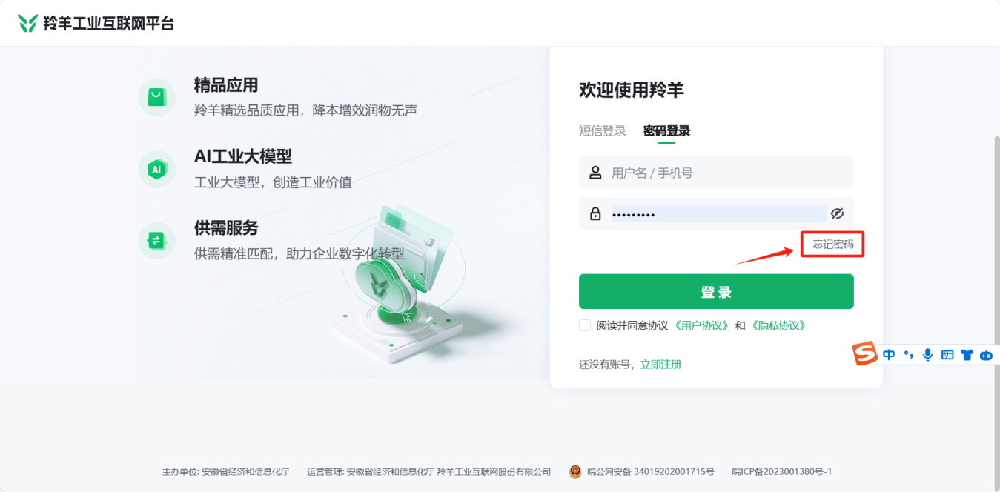 羚羊工业互联网平台
精品应用
羚羊精选品质应用，降本增效润物无声
AI
AI工业大模型
工业大模型，创造工业价值
供需服务
供需精准匹配，助力企业数字化转型
欢迎使用羚羊
短信登录 密码登录
用户名 / 手机号
•••••••••
忘记密码
登 录
阅读并同意协议 《用户协议》 和 《隐私协议》
还没有账号，立即注册
S 中 °,
主办单位: 安徽省经济和信息化厅 运营管理: 安徽省经济和信息化厅 羚羊工业互联网股份有限公司 皖公网安备 34019202001715号 皖ICP备2023001380号-1